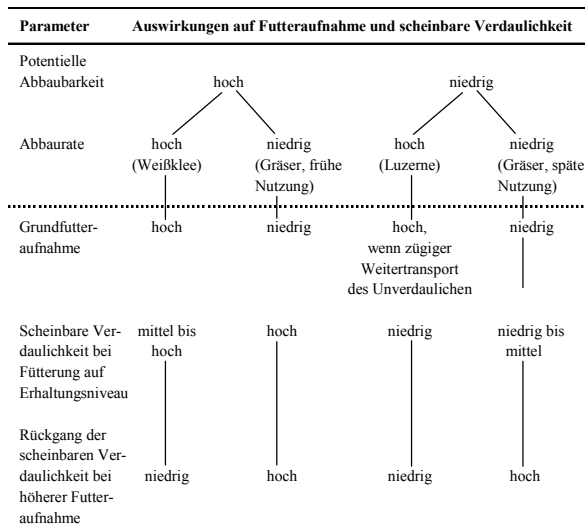 Parameter Auswirkungen auf Futteraufnahme und scheinbare Verdaulichkeit
Potentielle
Abbaubarkeit hoch niedrig
Abbaurate hoch niedrig hoch niedrig
(Weißklee) (Gräser, frühe (Luzerne) (Gräser, späte
Nutzung) Nutzung)
Grundfutter- hoch niedrig hoch, niedrig
aufnahme wenn zügiger
Weitertransport
des Unverdaulichen
Scheinbare Ver- mittel bis hoch niedrig niedrig bis
daulichkeit bei hoch mittel
Fütterung auf
Erhaltungsniveau
Rückgang der
scheinbaren Ver-
daulichkeit bei niedrig hoch niedrig hoch
höherer Futter-
aufnahme